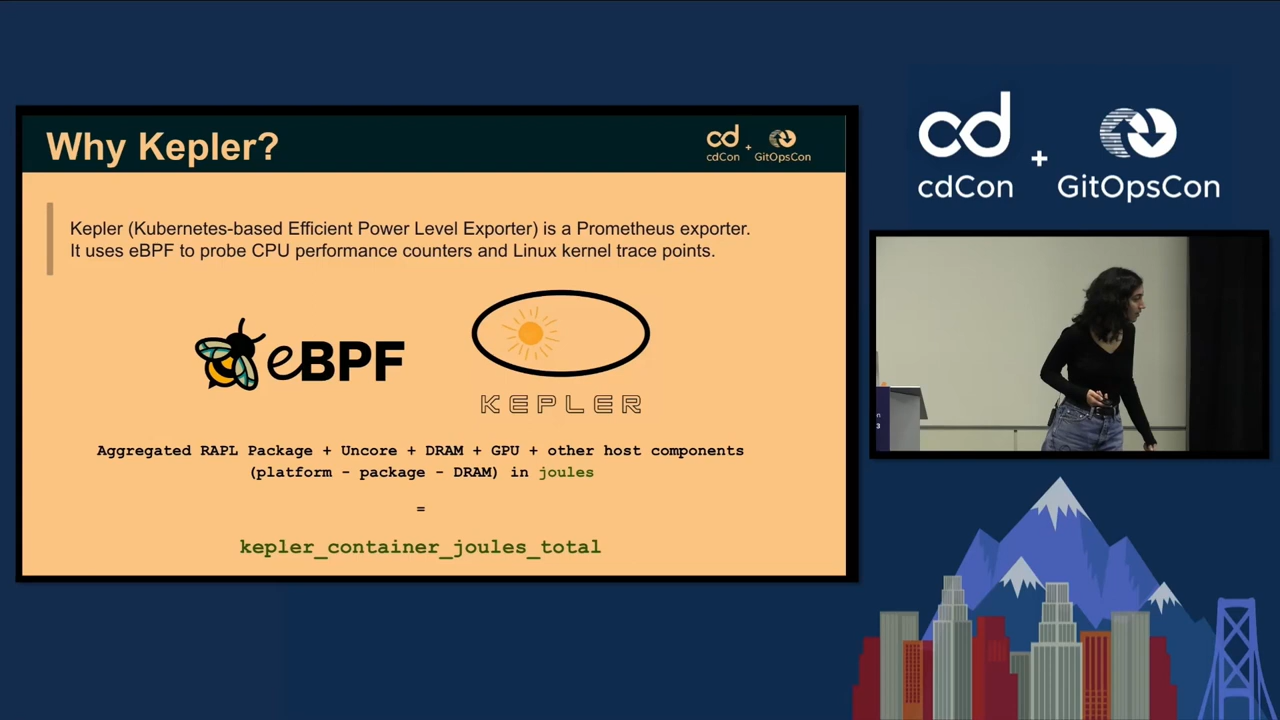 Why Kepler?
cd
cdCon
+
GitOpsCon
Kepler (Kubernetes-based Efficient Power Level Exporter) is a Prometheus exporter.
It uses eBPF to probe CPU performance counters and Linux kernel trace points.
eBPF
KEPLER
Aggregated RAPL Package + Uncore + DRAM + GPU + other host components
(platform - package - DRAM) in joules
=
kepler_container_joules_total
cd
cdCon
+
GitOpsCon